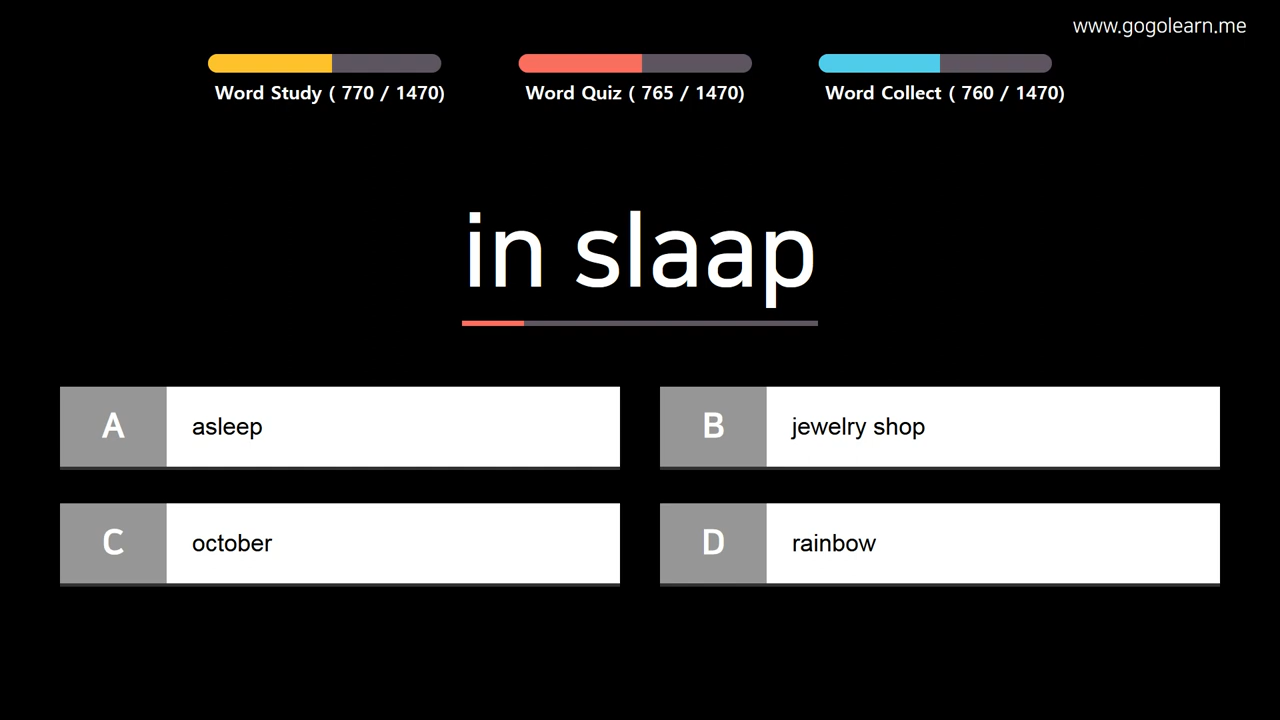 www.gogolearn.me
Word Study ( 770 / 1470)
Word Quiz ( 765 / 1470)
Word Collect ( 760 / 1470)
in slaap
A asleep
B jewelry shop
C october
D rainbow